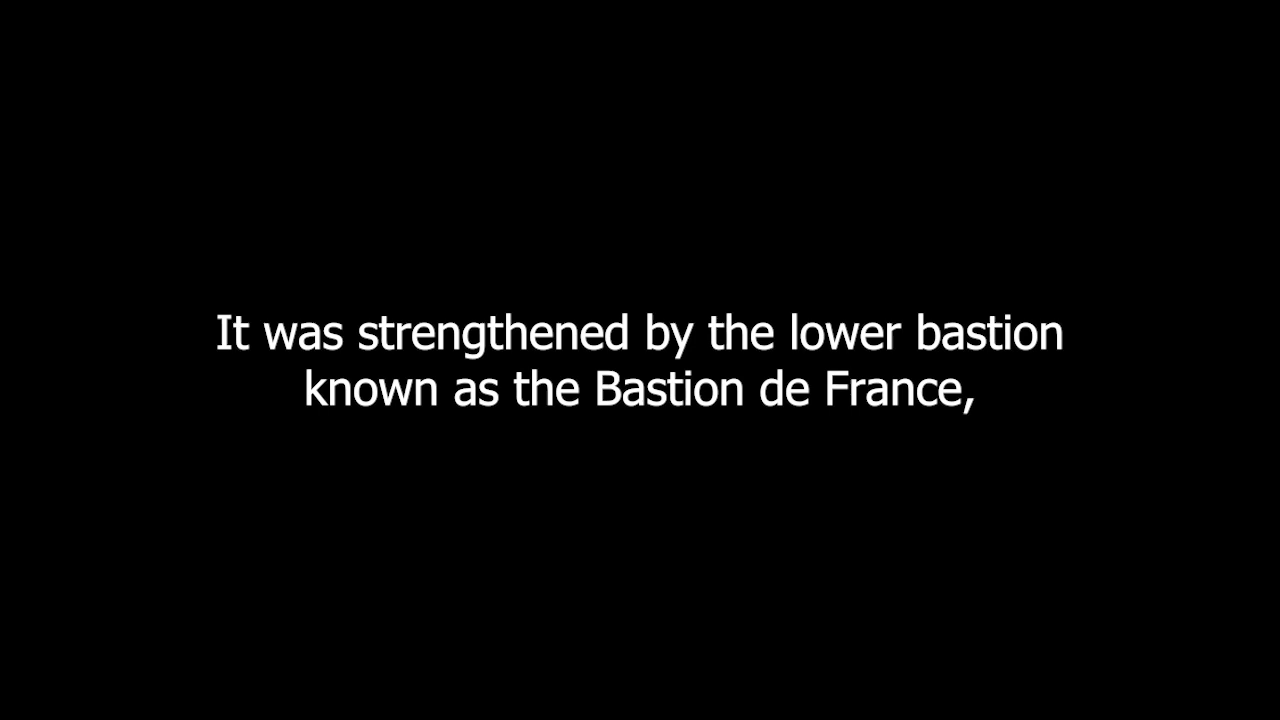 It was strengthened by the lower bastion
known as the Bastion de France,